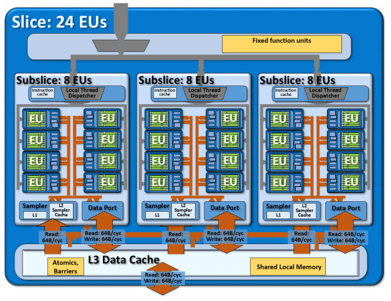 Slice: 24 EUs
Fixed function units
Subslice: 8 EUs
Subslice: 8 EUs
Subslice: 8 EUs
Instruction cache
Local Thread Dispatcher
Instruction cache
Local Thread Dispatcher
Instruction cache
Local Thread Dispatcher
EU EU EU EU EU EU
EU EU EU EU EU EU
EU EU EU EU EU EU
EU EU EU EU EU EU
Sampler
L1
L2 Sampler Cache
Data Port
Sampler
L1
L2 Sampler Cache
Data Port
Sampler
L1
L2 Sampler Cache
Data Port
Read: 64B/cyc
Read: 64B/cyc
Write: 64B/cyc
Read: 64B/cyc
Read: 64B/cyc
Write: 64B/cyc
Read: 64B/cyc
Read: 64B/cyc
Write: 64B/cyc
Atomics, Barriers
L3 Data Cache
Shared Local Memory
Read: 64B/cyc
Write: 64B/cyc